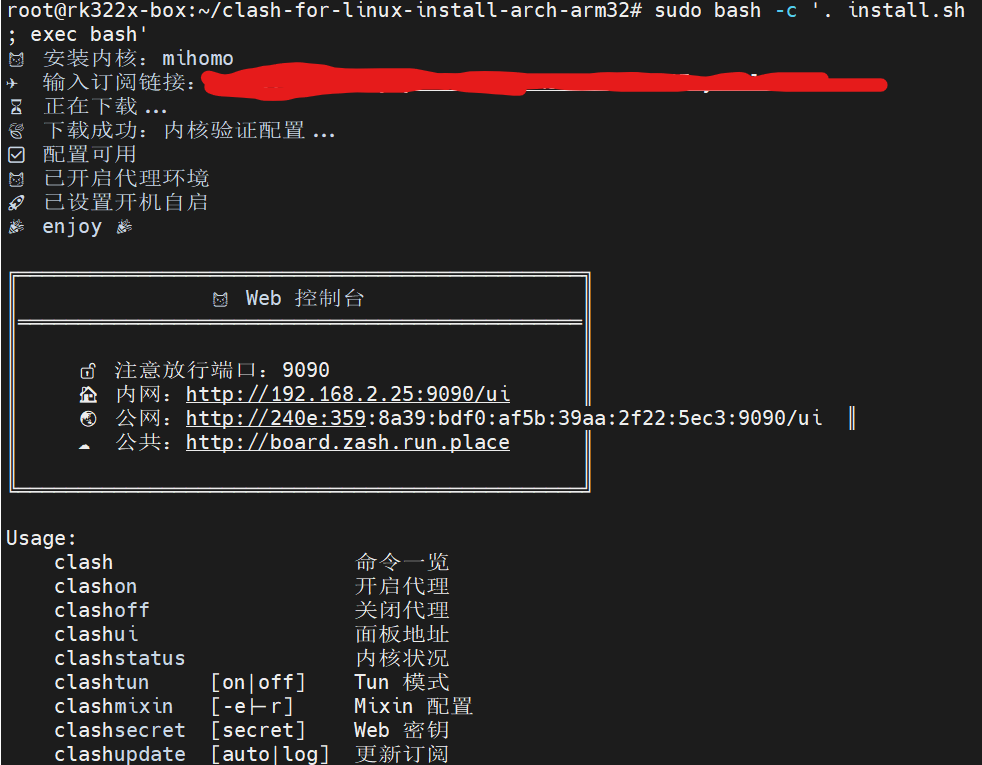 root@rk322x-box:~/clash-for-linux-install-arch-arm32# sudo bash -c '. install.sh
; exec bash'
😼 安装内核：mihomo
✈️ 输入订阅链接：
⏳ 正在下载...
🍃 下载成功：内核验证配置...
☑️ 配置可用
😼 已开启代理环境
🚀 已设置开机自启
🎉 enjoy 🎉
😼 Web 控制台
🔓 注意放行端口：9090
🏠 内网：http://192.168.2.25:9090/ui
🌏 公网：http://240e:359:8a39:bdf0:af5b:39aa:2f22:5ec3:9090/ui
☁️ 公共：http://board.zash.run.place
Usage:
clash 命令一览
clashon 开启代理
clashoff 关闭代理
clashui 面板地址
clashstatus 内核状况
clashtun [on|off] Tun 模式
clashmixin [-e|-r] Mixin 配置
clashsecret [secret] Web 密钥
clashupdate [auto|log] 更新订阅